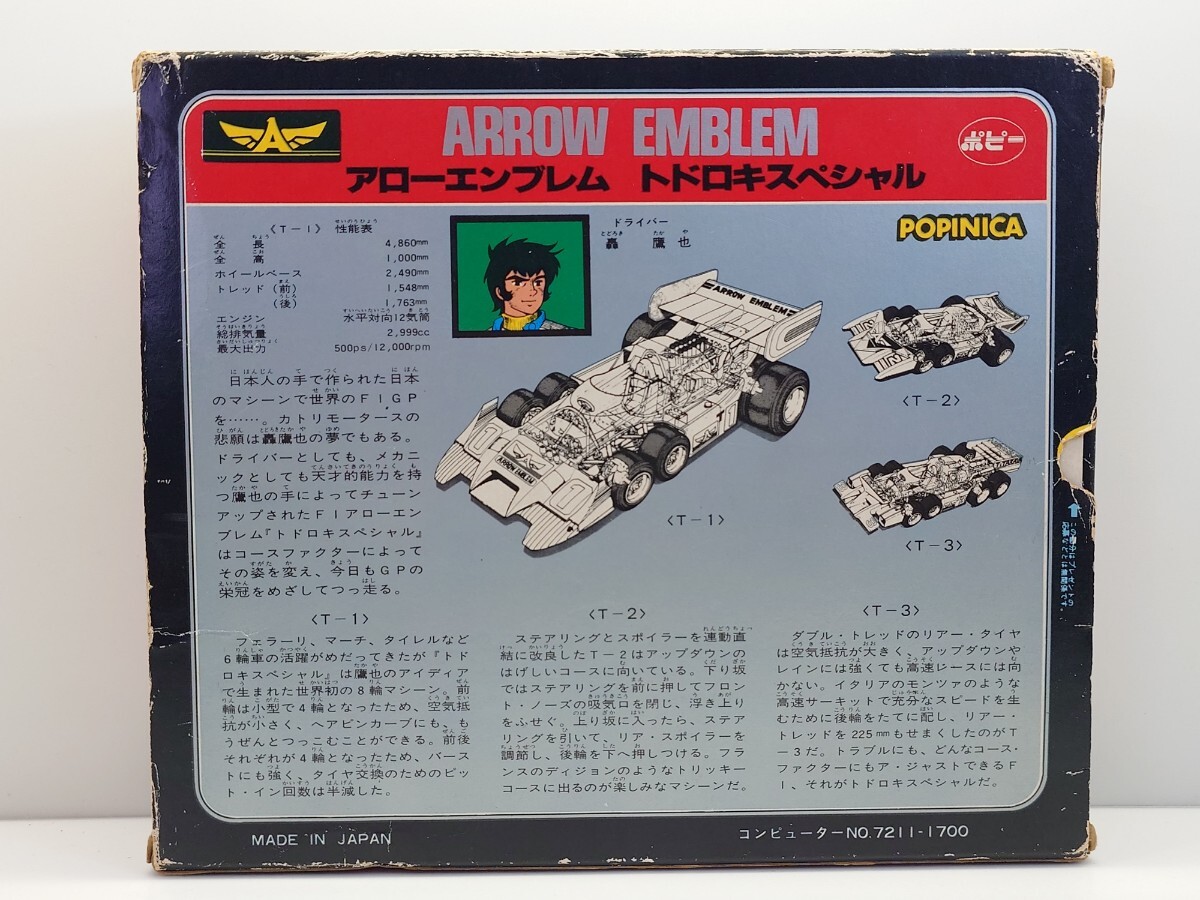 ARROW EMBLEM
A
ポピー
アローエンブレム トドロキスペシャル
POPINICA
〈T-1〉 性能表
全長 4,860mm
全高 1,000mm
ホイールベース 2,490mm
トレッド(前) 1,548mm
(後) 1,763mm
エンジン 水平対向12気筒
総排気量 2,999cc
最大出力 500ps/12,000rpm
ドライバー
轟鷹也
日本人の手で作られた日本
のマシーンで世界のF1GP
を……。カトリモータースの
悲願は轟鷹也の夢でもある。
ドライバーとしても、メカニ
ックとしても天才的能力を持
つ鷹也の手によってチューン
アップされたF1アローエン
ブレム『トドロキスペシャル』
はコースファクターによって
その姿を変え、今日もGPの
栄冠をめざしてつっ走る。
ARROW EMBLEM
ARROW EMBLEM
〈T-1〉
〈T-2〉
〈T-3〉
〈T-1〉
フェラーリ、マーチ、タイレルなど
6輪車の活躍がめだってきたが『トド
ロキスペシャル』は鷹也のアイディア
で生まれた世界初の8輪マシーン。前
輪は小型で4輪となったため、空気抵
抗が小さく、ヘアピンカーブにも、も
うぜんとつっこむことができる。前後
それぞれが4輪となったため、バース
トにも強く、タイヤ交換のためのピッ
ト・イン回数は半減した。
〈T-2〉
ステアリングとスポイラーを連動直
結に改良したT-2はアップダウンの
はげしいコースに向いている。下り坂
ではステアリングを前に押してフロン
ト・ノーズの吸気口を閉じ、浮き上り
をふせぐ。上り坂に入ったら、ステア
リングを引いて、リア・スポイラーを
調節し、後輪を下へ押しつける。フラ
ンスのディジョンのようなトリッキー
コースに出るのが楽しみなマシーンだ。
〈T-3〉
ダブル・トレッドのリアー・タイヤ
は空気抵抗が大きく、アップダウンや
レインには強くても高速レースには向
かない。イタリアのモンツァのような
高速サーキットで充分なスピードを生
むために後輪をたてに配し、リアー・
トレッドを225mmもせまくしたのがT
-3だ。トラブルにも、どんなコース・
ファクターにもア・ジャストできるF
1、それがトドロキスペシャルだ。
MADE IN JAPAN
コンピューターNO.7211-1700